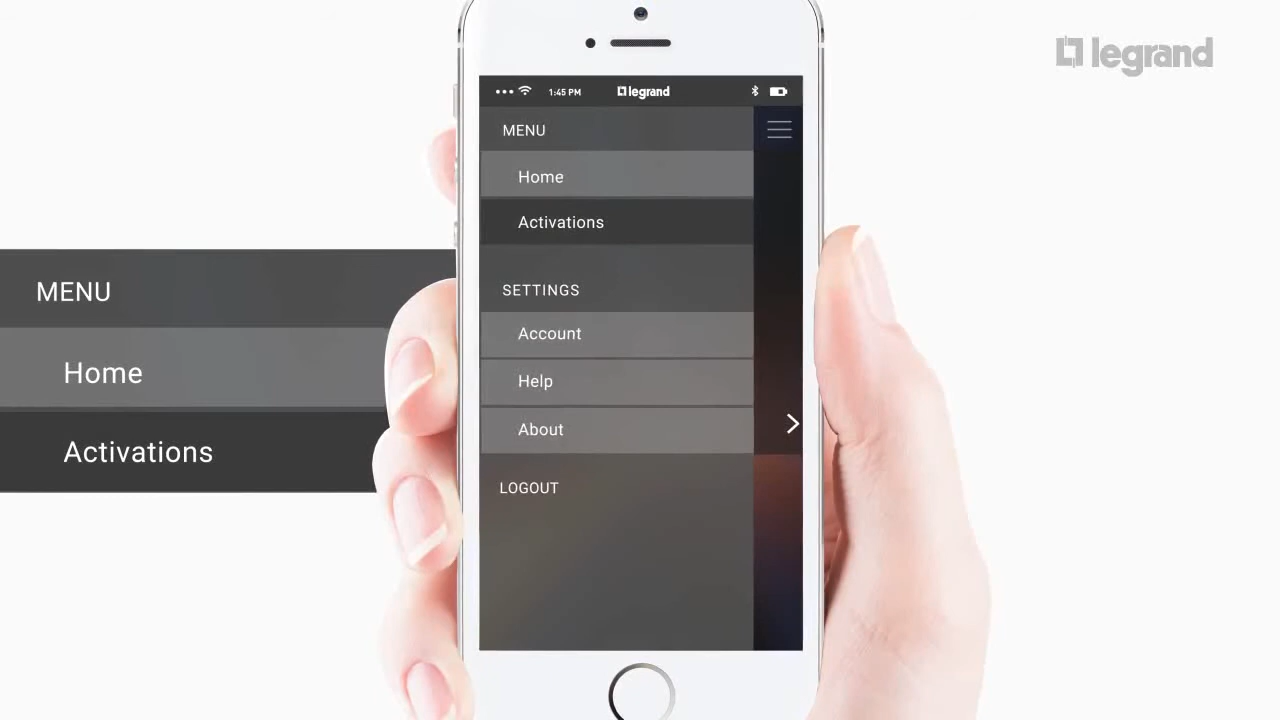 legrand
1:45 PM legrand
MENU
Home
Activations
SETTINGS
Account
Help
About
LOGOUT
MENU
Home
Activations